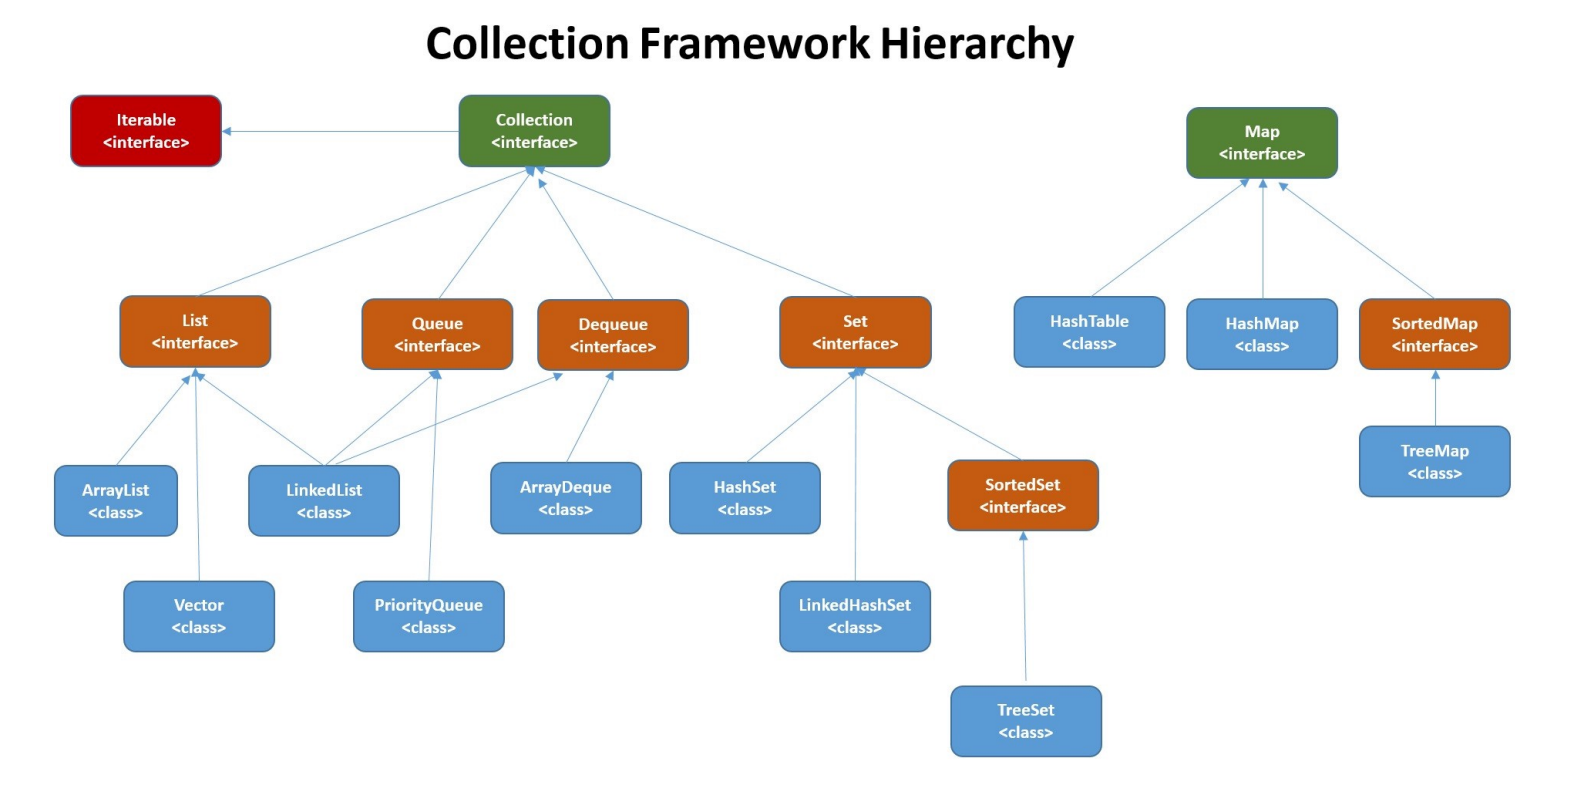 Collection Framework Hierarchy
Iterable
<interface>
Collection
<interface>
Map
<interface>
List
<interface>
Queue
<interface>
Dequeue
<interface>
Set
<interface>
HashTable
<class>
HashMap
<class>
SortedMap
<interface>
TreeMap
<class>
ArrayList
<class>
LinkedList
<class>
ArrayDeque
<class>
HashSet
<class>
SortedSet
<interface>
Vector
<class>
PriorityQueue
<class>
LinkedHashSet
<class>
TreeSet
<class>